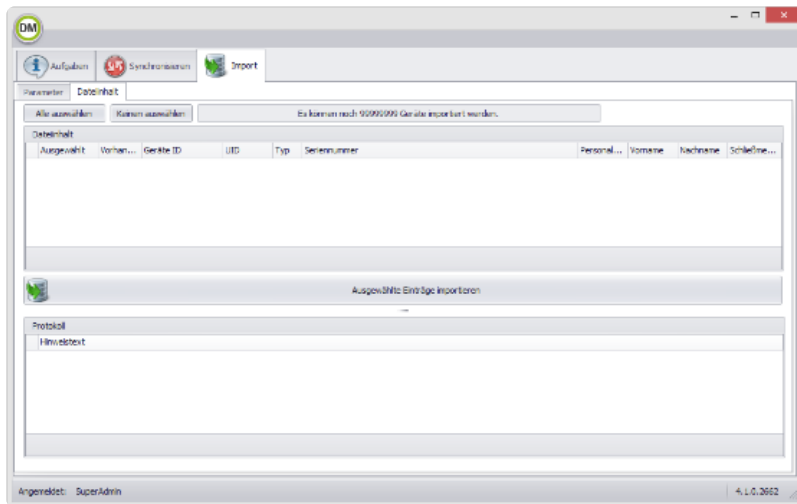 DM
Aufgaben Synchronisieren Import
Parameter Dateiinhalt
Alle auswählen Keinen auswählen Es können noch 99999999 Geräte importiert werden.
Dateiinhalt
Ausgewählt Vorhan... Geräte ID UID Typ Seriennummer Personal... Vorname Nachname Schließme...
Ausgewählte Einträge importieren
Protokoll
Hinweistext
Angemeldet: SuperAdmin 4.1.0.2662